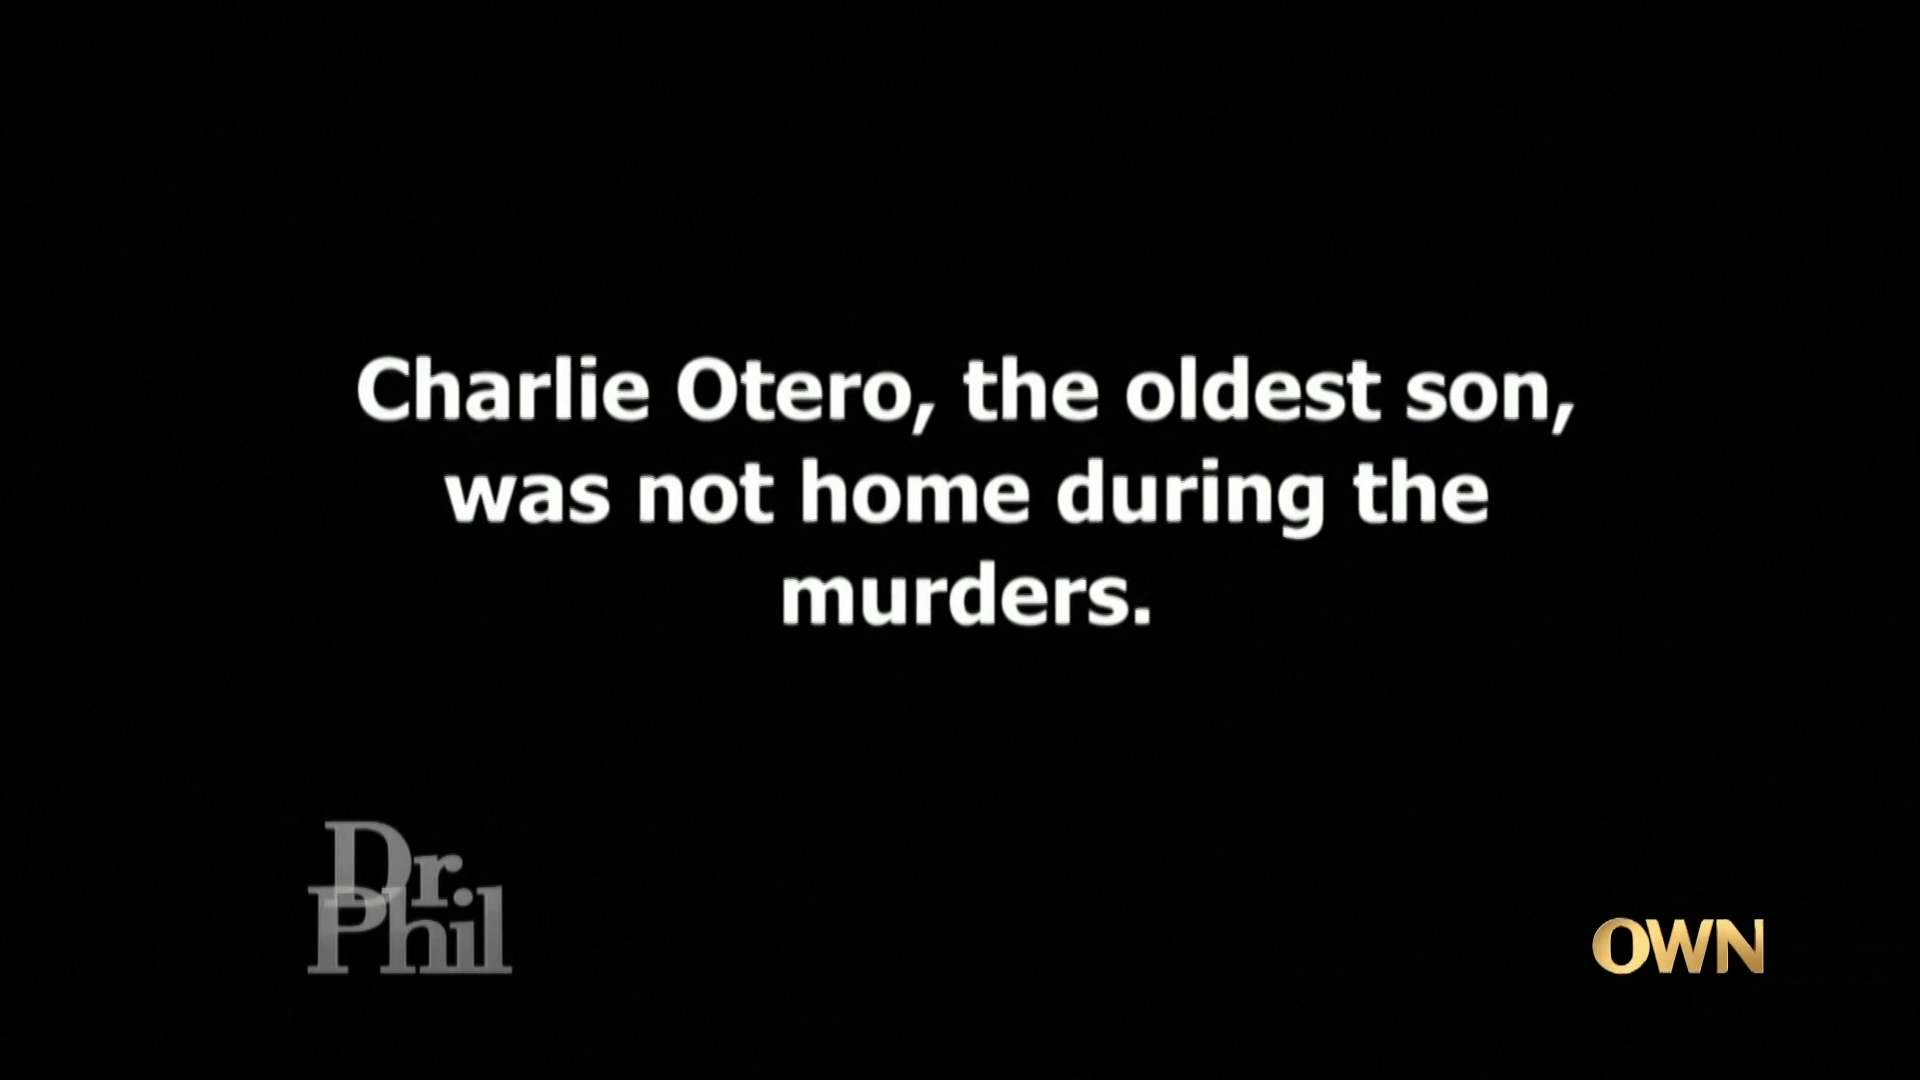 Charlie Otero, the oldest son,
was not home during the
murders.
Dr.
Phil
OWN